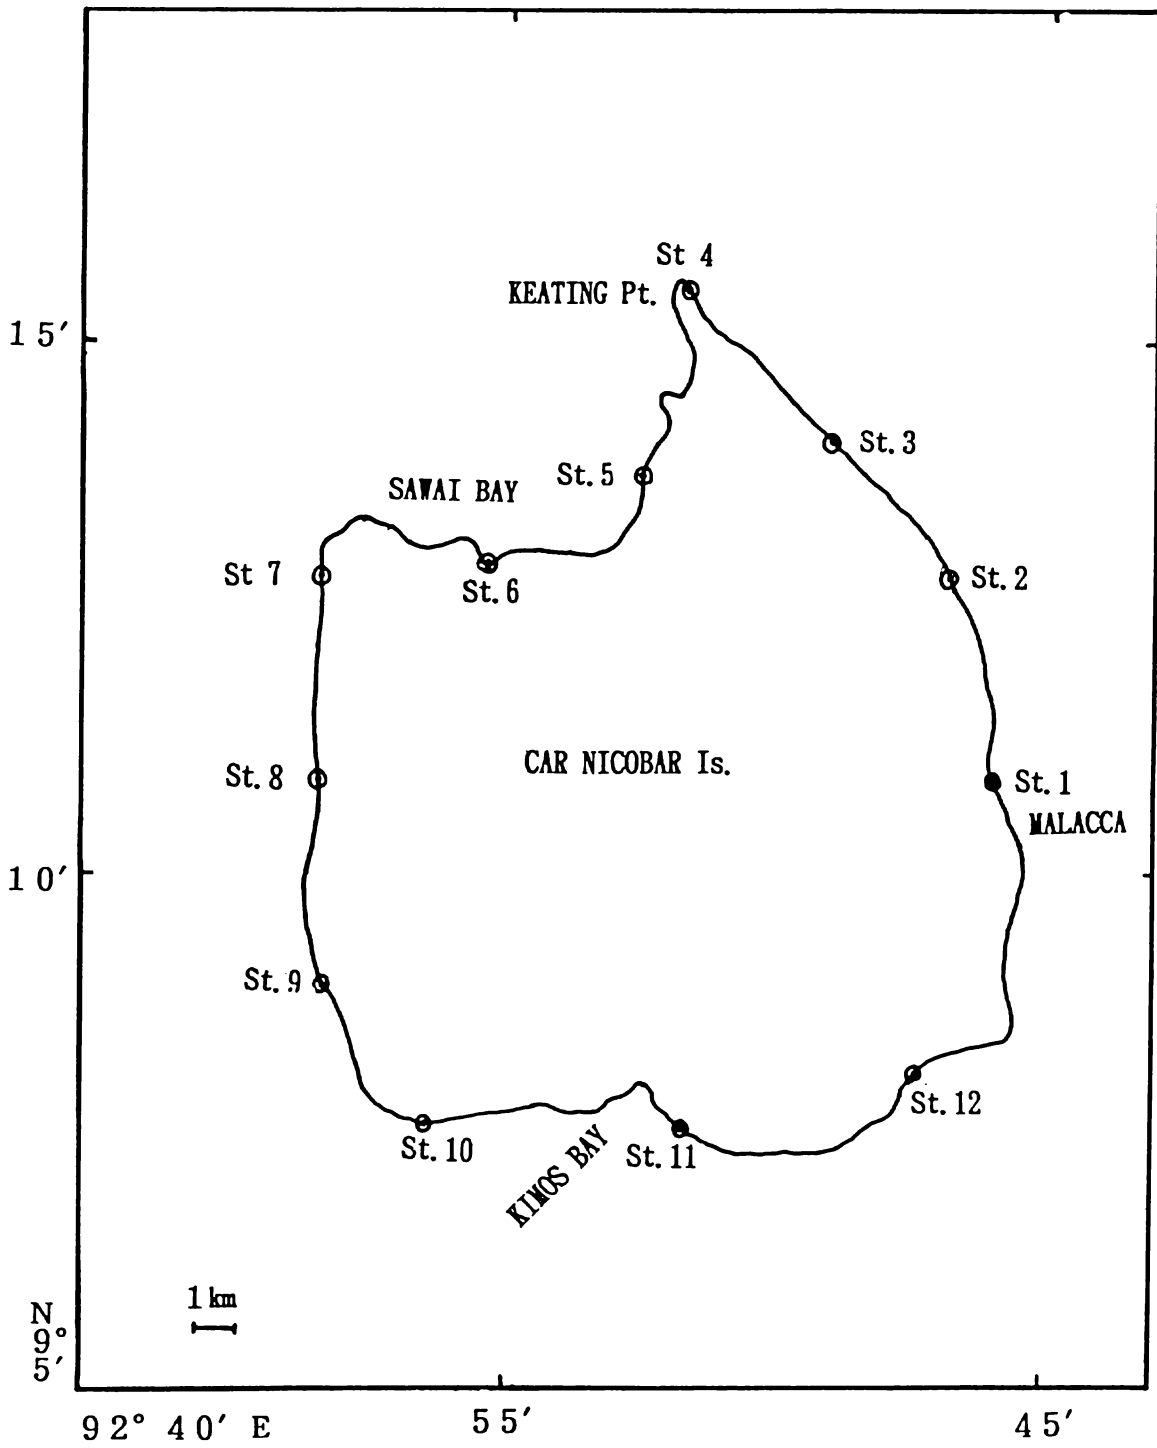 St 4
KEATING Pt.
15′
St. 3
St. 5
SAWAI BAY
St 7
St. 6
St. 2
CAR NICOBAR Is.
St. 8
St. 1
MALACCA
10′
St. 9
St. 12
St. 10
St. 11
KIMOS BAY
1 km
N
9°
5′
92° 40′ E
55′
45′